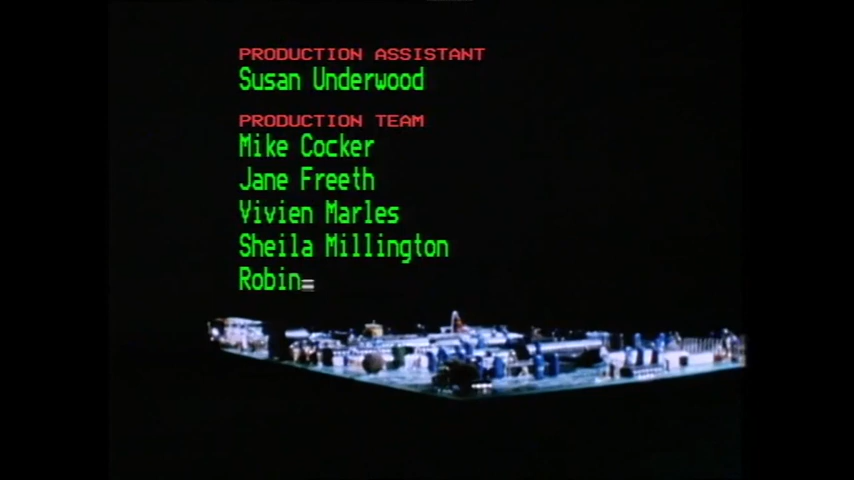 PRODUCTION ASSISTANT
Susan Underwood
PRODUCTION TEAM
Mike Cocker
Jane Freeth
Vivien Marles
Sheila Millington
Robin